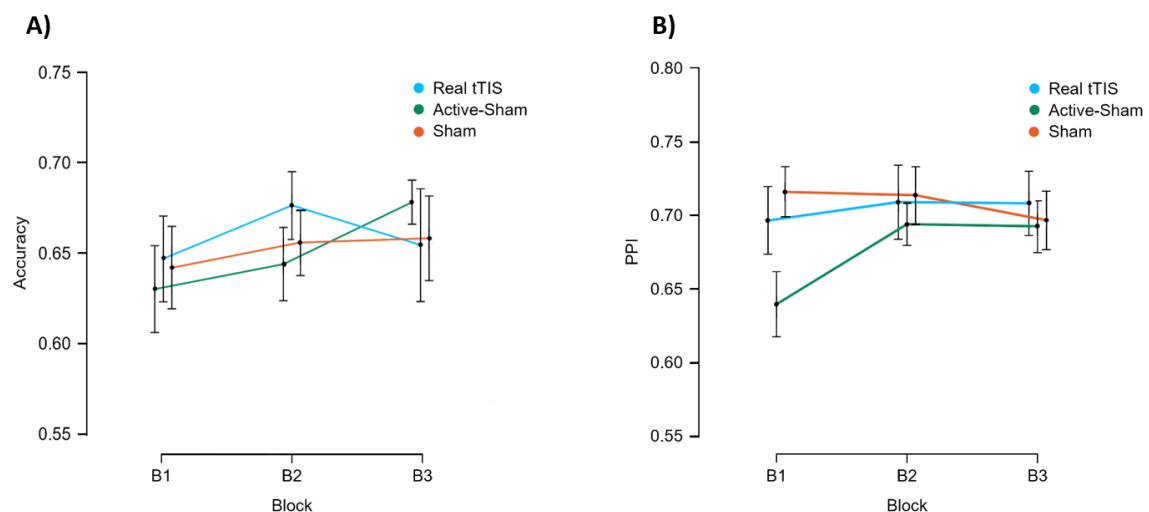 A)
0.75
0.70
0.65
0.60
0.55
Accuracy
Real tTIS
Active-Sham
Sham
B1
B2
B3
Block
B)
0.80
0.75
0.70
0.65
0.60
0.55
PPI
Real tTIS
Active-Sham
Sham
B1
B2
B3
Block